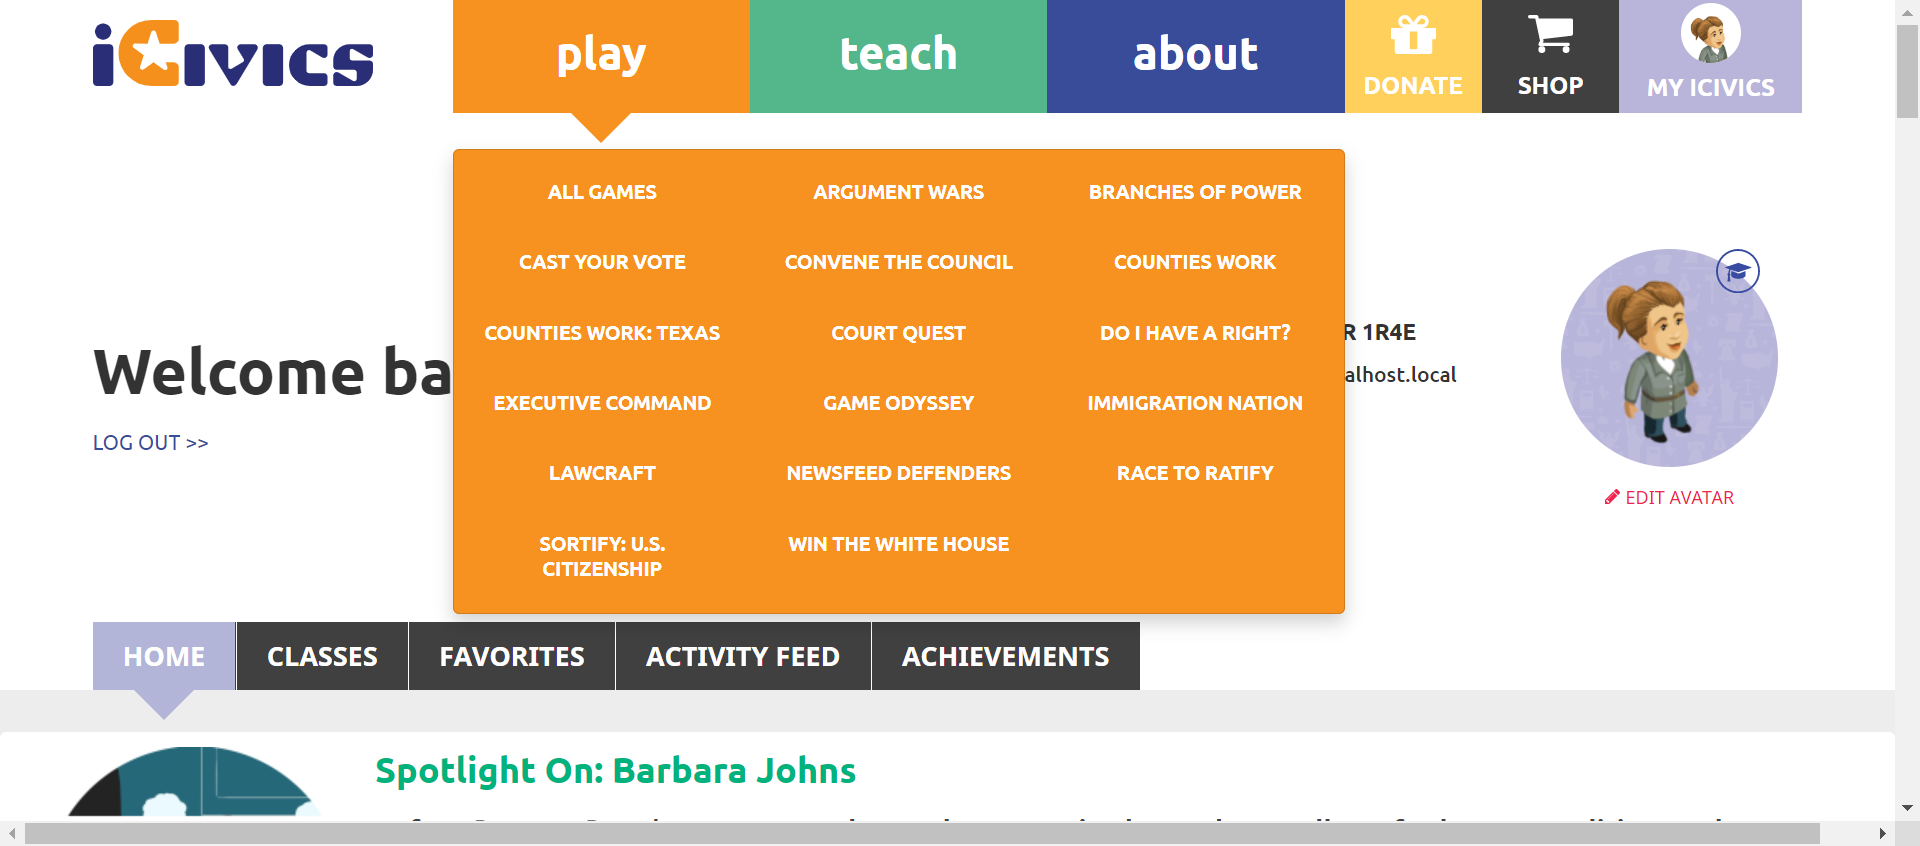 iCivics
play
teach
about
DONATE
SHOP
MY ICIVICS
ALL GAMES
ARGUMENT WARS
BRANCHES OF POWER
CAST YOUR VOTE
CONVENE THE COUNCIL
COUNTIES WORK
COUNTIES WORK: TEXAS
COURT QUEST
DO I HAVE A RIGHT?
EXECUTIVE COMMAND
GAME ODYSSEY
IMMIGRATION NATION
LAWCRAFT
NEWSFEED DEFENDERS
RACE TO RATIFY
SORTIFY: U.S.
CITIZENSHIP
WIN THE WHITE HOUSE
Welcome ba
LOG OUT >>
R 1R4E
alhost.local
EDIT AVATAR
HOME
CLASSES
FAVORITES
ACTIVITY FEED
ACHIEVEMENTS
Spotlight On: Barbara Johns